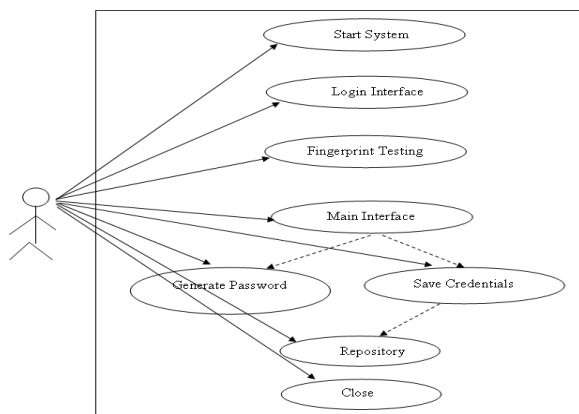 Start System
Login Interface
Fingerprint Testing
Main Interface
Generate Password
Save Credentials
Repository
Close